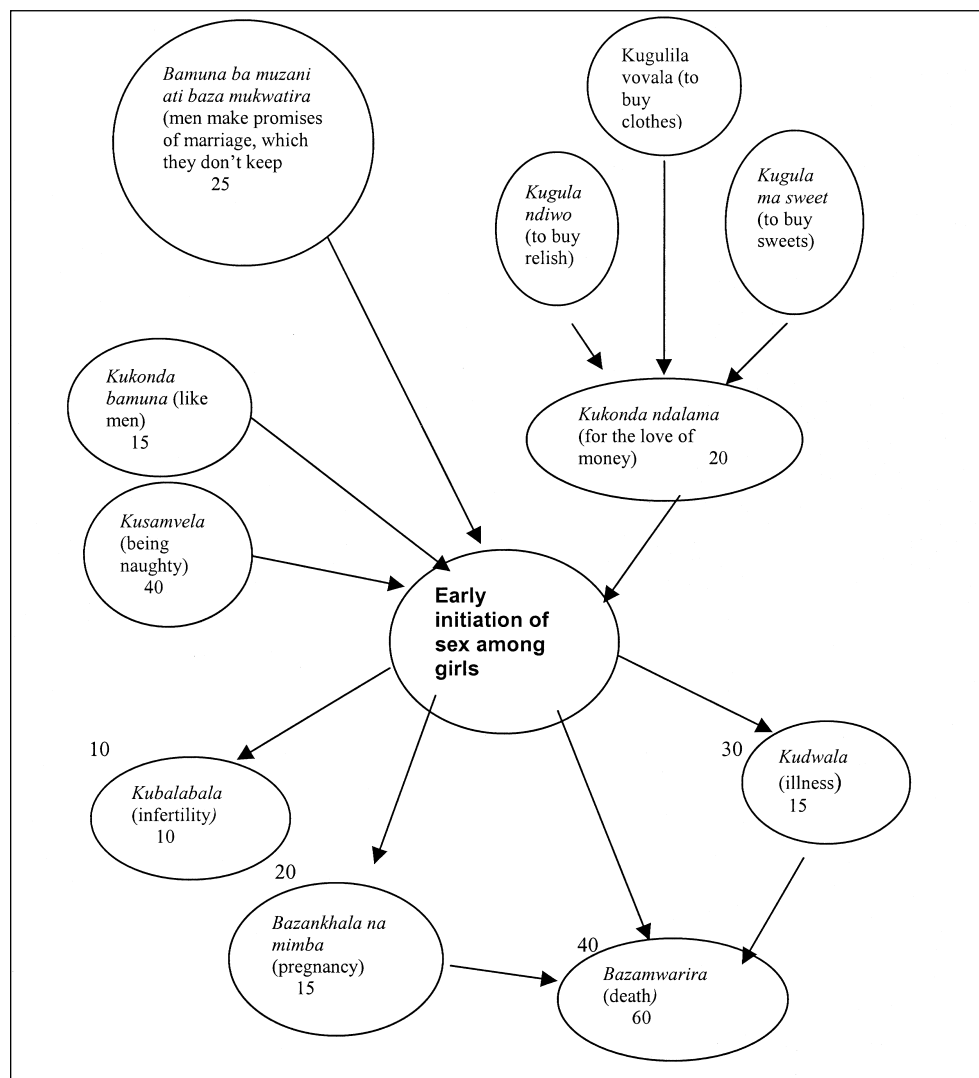 Bamuna ba muzani
ati baza mukwatira
(men make promises
of marriage, which
they don't keep
25
Kugulila
vovala (to
buy
clothes)
Kugula
ndiwo
(to buy
relish)
Kugula
ma sweet
(to buy
sweets)
Kukonda
bamuna (like
men)
15
Kukonda ndalama
(for the love of
money) 20
Kusamvela
(being
naughty)
40
Early
initiation of
sex among
girls
10
Kubalabala
(infertility)
10
30
Kudwala
(illness)
15
20
Bazankhala na
mimba
(pregnancy)
15
40
Bazamwarira
(death)
60